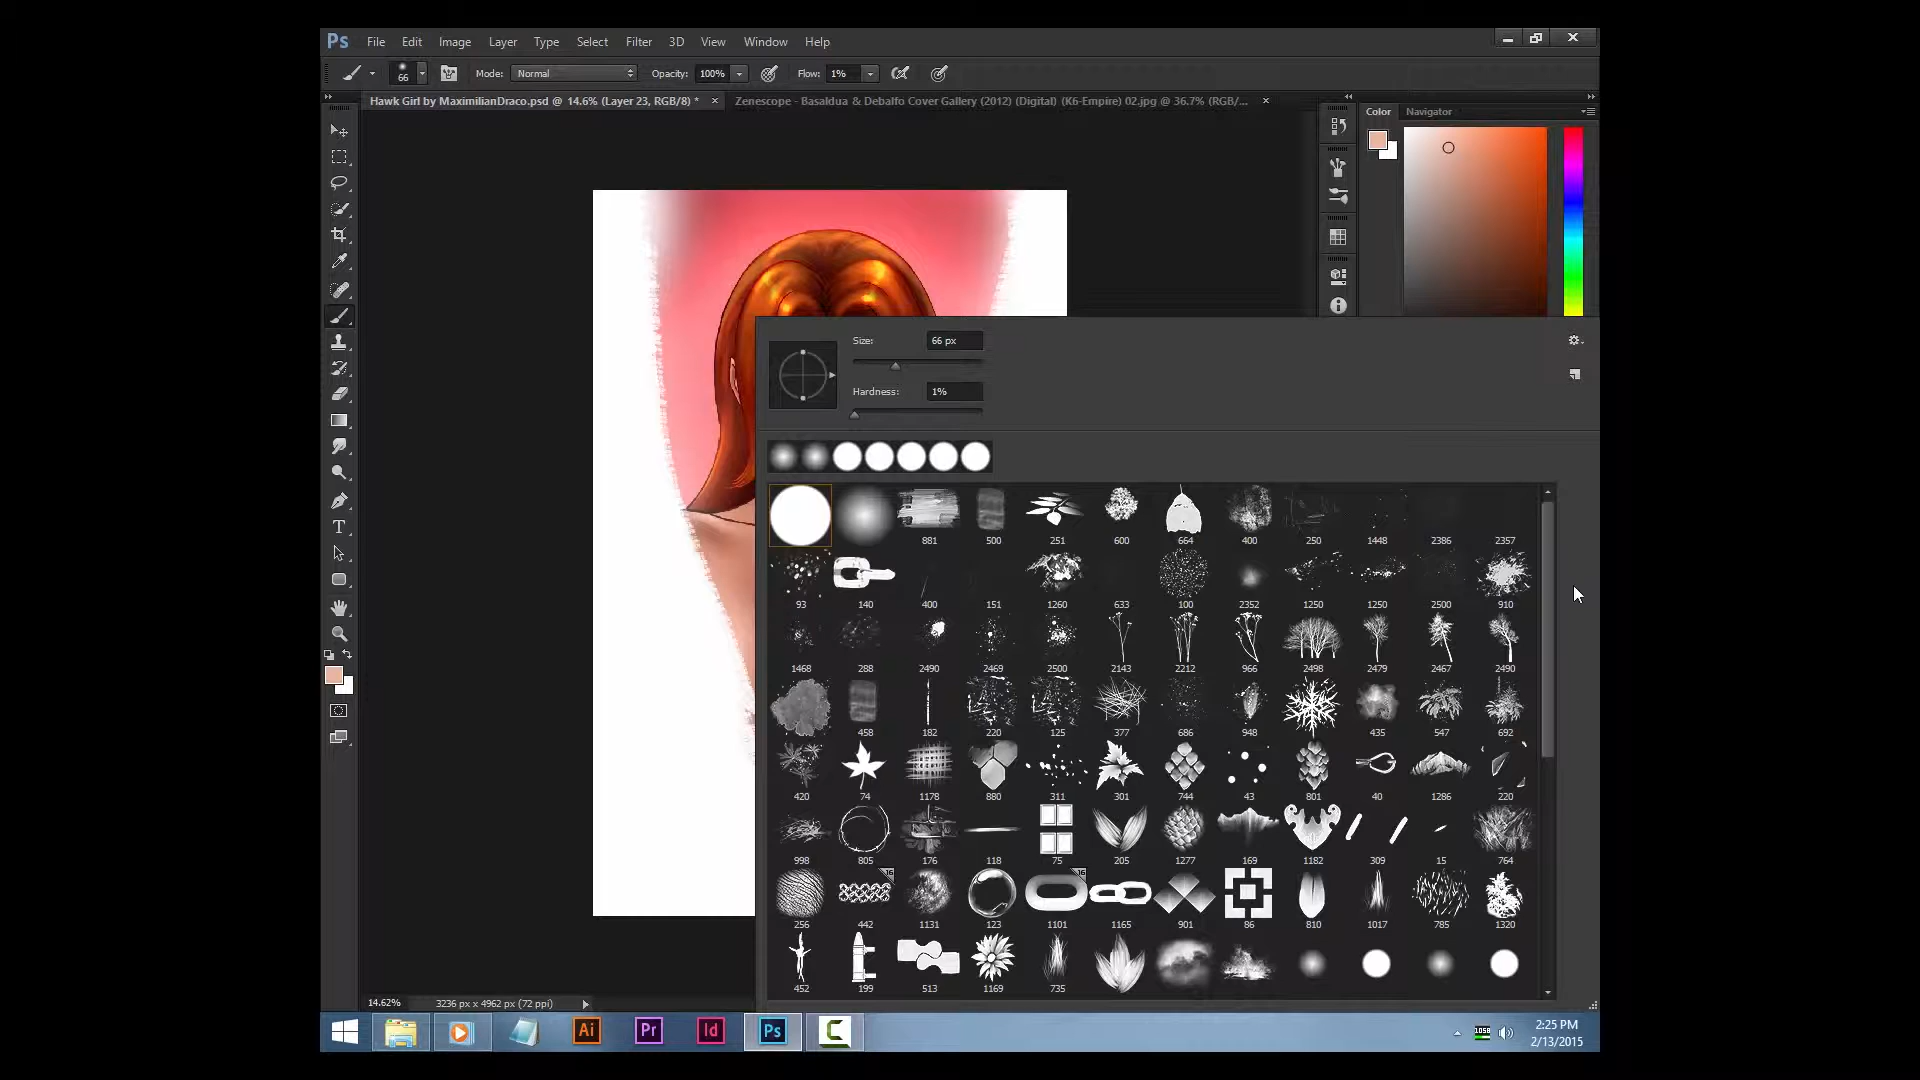 Ps File Edit Image Layer Type Select Filter 3D View Window Help
66 Mode: Normal Opacity: 100% Flow: 1%
Hawk Girl by MaximilianDraco.psd @ 14.6% (Layer 23, RGB/8) * × Zenescope - Basaldua & Debalfo Cover Gallery (2012) (Digital) (K6-Empire) 02.jpg @ 36.7% (RGB/... ×
Color Navigator
Size: 66 px
Hardness: 1%
881 500 251 600 664 400 250 1448 2386 2357
93 140 400 151 1260 633 100 2352 1250 1250 2500 910
1468 288 2490 2469 2500 2143 2212 966 2498 2479 2467 2490
458 182 220 125 377 686 948 435 547 692
420 74 1178 880 311 301 744 43 801 40 1286 220
998 805 176 118 75 205 1277 169 1182 309 15 764
16 16
256 442 1131 123 1101 1165 901 86 810 1017 785 1320
452 199 513 1169 735
14.62% 3236 px x 4962 px (72 ppi)
Ai Pr Id Ps C
1058
2:25 PM
2/13/2015